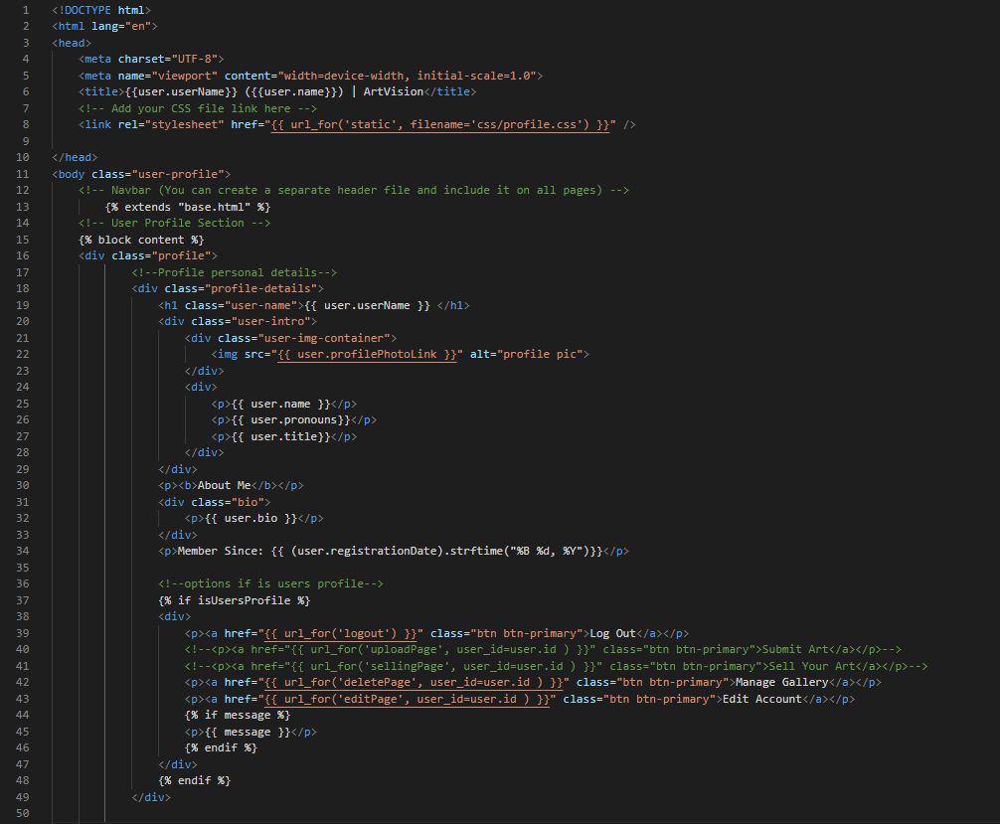 1 <!DOCTYPE html>
2 <html lang="en">
3 <head>
4     <meta charset="UTF-8">
5     <meta name="viewport" content="width=device-width, initial-scale=1.0">
6     <title>{{user.userName}} ({{user.name}}) | ArtVision</title>
7     <!-- Add your CSS file link here -->
8     <link rel="stylesheet" href="{{ url_for('static', filename='css/profile.css') }}" />
9
10 </head>
11 <body class="user-profile">
12     <!-- Navbar (You can create a separate header file and include it on all pages) -->
13         {% extends "base.html" %}
14     <!-- User Profile Section -->
15     {% block content %}
16     <div class="profile">
17             <!--Profile personal details-->
18             <div class="profile-details">
19                 <h1 class="user-name">{{ user.userName }} </h1>
20                 <div class="user-intro">
21                     <div class="user-img-container">
22                         <img src="{{ user.profilePhotoLink }}" alt="profile pic">
23                     </div>
24                     <div>
25                         <p>{{ user.name }}</p>
26                         <p>{{ user.pronouns}}</p>
27                         <p>{{ user.title}}</p>
28                     </div>
29                 </div>
30                 <p><b>About Me</b></p>
31                 <div class="bio">
32                     <p>{{ user.bio }}</p>
33                 </div>
34                 <p>Member Since: {{ (user.registrationDate).strftime("%B %d, %Y")}}</p>
35
36                 <!--options if is users profile-->
37                 {% if isUsersProfile %}
38                 <div>
39                     <p><a href="{{ url_for('logout') }}" class="btn btn-primary">Log Out</a></p>
40                     <!--<p><a href="{{ url_for('uploadPage', user_id=user.id ) }}" class="btn btn-primary">Submit Art</a></p>-->
41                     <!--<p><a href="{{ url_for('sellingPage', user_id=user.id ) }}" class="btn btn-primary">Sell Your Art</a></p>-->
42                     <p><a href="{{ url_for('deletePage', user_id=user.id ) }}" class="btn btn-primary">Manage Gallery</a></p>
43                     <p><a href="{{ url_for('editPage', user_id=user.id ) }}" class="btn btn-primary">Edit Account</a></p>
44                     {% if message %}
45                     <p>{{ message }}</p>
46                     {% endif %}
47                 </div>
48                 {% endif %}
49             </div>
50